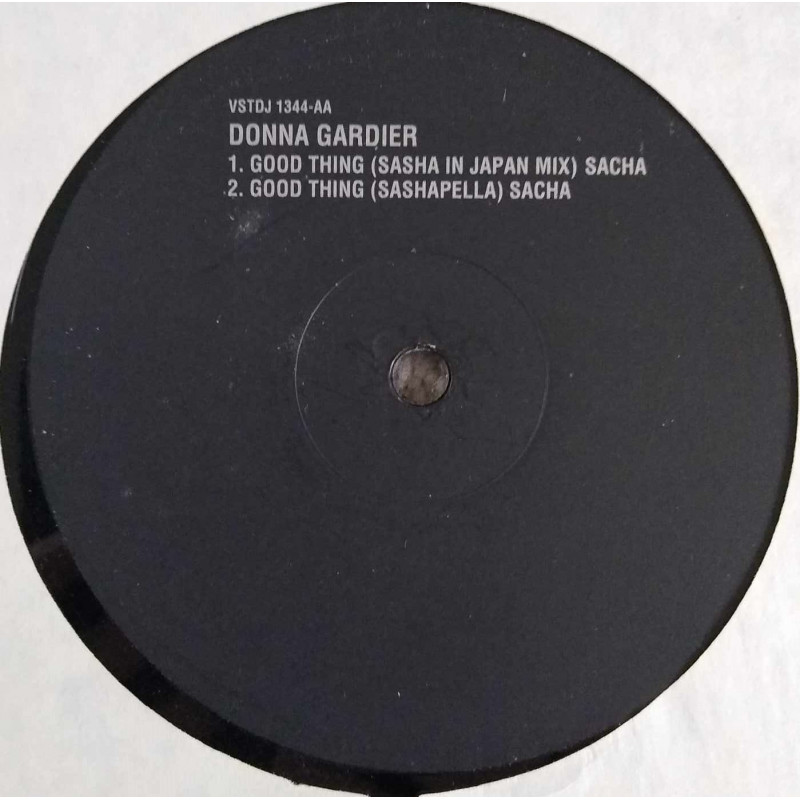 VSTDJ 1344-AA
DONNA GARDIER
1. GOOD THING (SASHA IN JAPAN MIX) SACHA
2. GOOD THING (SASHAPELLA) SACHA